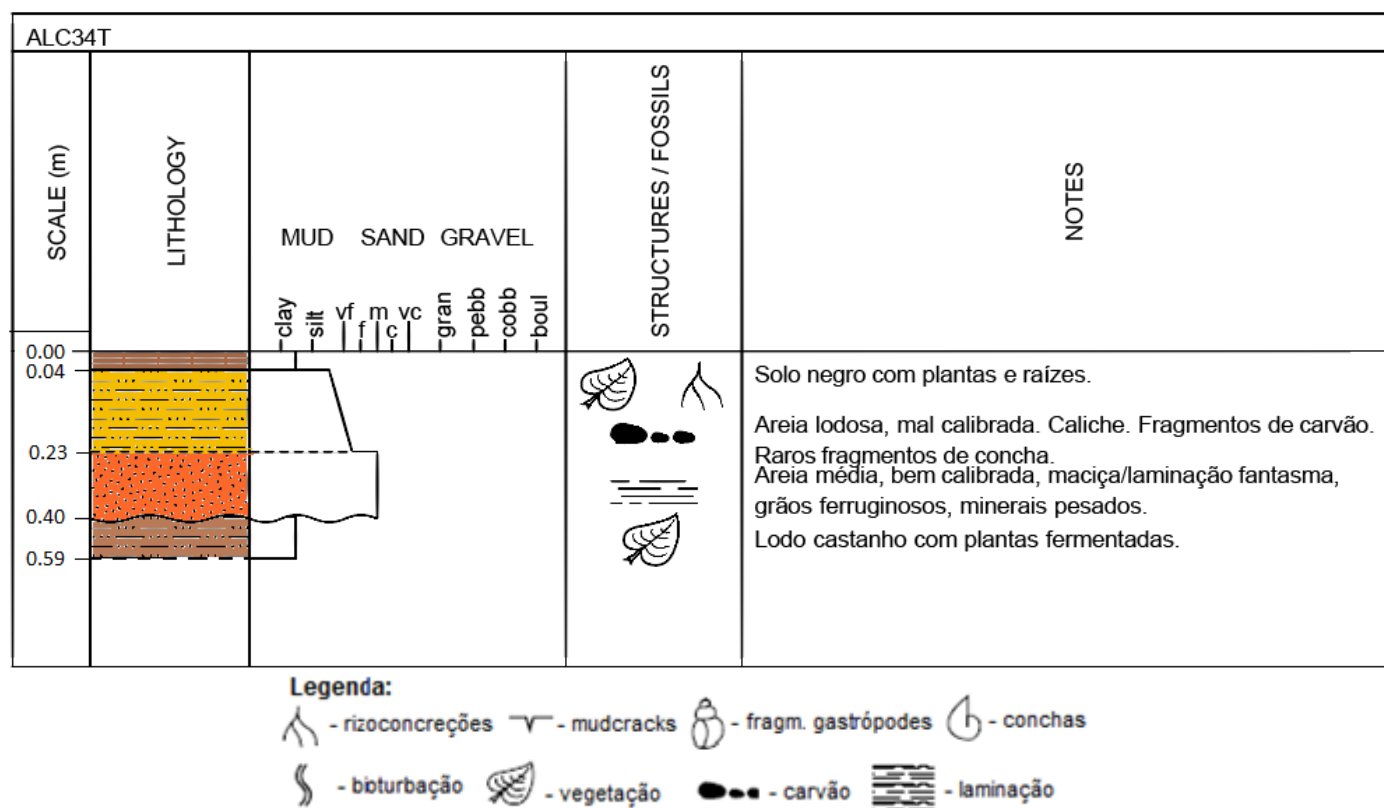 ALC34T
SCALE (m)
LITHOLOGY
MUD SAND GRAVEL
clay silt vf f m c vc gran pebb cobb boul
STRUCTURES / FOSSILS
NOTES
0.00
0.04
0.23
0.40
0.59
Solo negro com plantas e raízes.
Areia lodosa, mal calibrada. Caliche. Fragmentos de carvão.
Raros fragmentos de concha.
Areia média, bem calibrada, maciça/laminação fantasma,
grãos ferruginosos, minerais pesados.
Lodo castanho com plantas fermentadas.
Legenda:
- rizoconcreções - mudcracks - fragm. gastrópodes - conchas
- bioturbação - vegetação - carvão - laminação